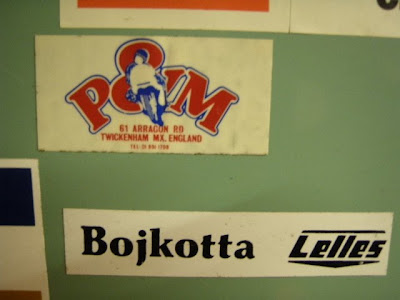 P&M
61 ARRAGON RD
TWICKENHAM MX. ENGLAND
Bojkotta Lelles